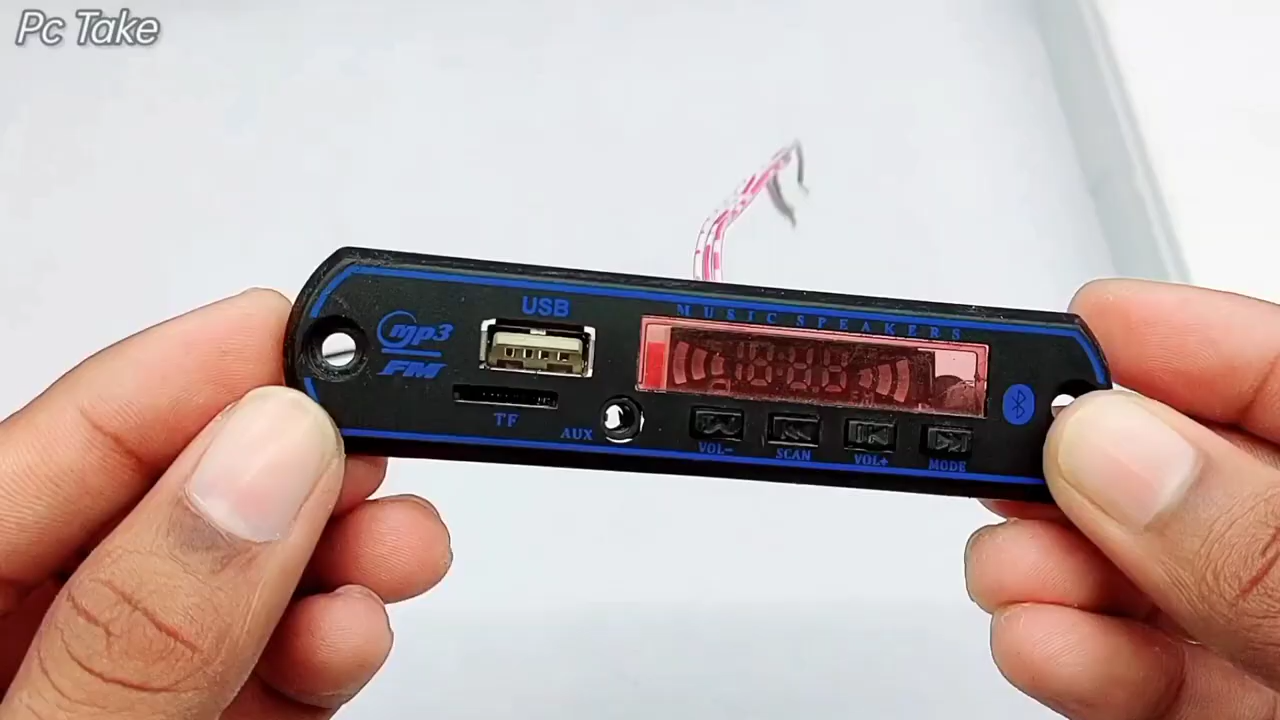 Pc Take
USB
MUSIC SPEAKERS
mp3
FM
TF
AUX
VOL-
SCAN
VOL+
MODE